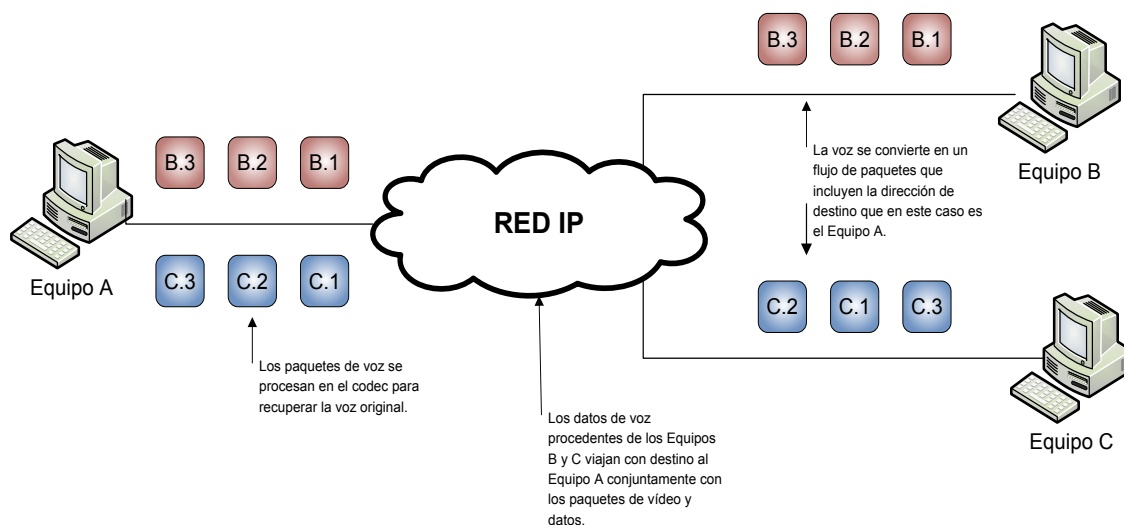 B.3 B.2 B.1
La voz se convierte en un
flujo de paquetes que
incluyen la dirección de
destino que en este caso es
el Equipo A.
Equipo B
B.3 B.2 B.1
RED IP
Equipo A
C.3 C.2 C.1
C.2 C.1 C.3
Los paquetes de voz se
procesan en el codec para
recuperar la voz original.
Los datos de voz
procedentes de los Equipos
B y C viajan con destino al
Equipo A conjuntamente con
los paquetes de vídeo y
datos.
Equipo C